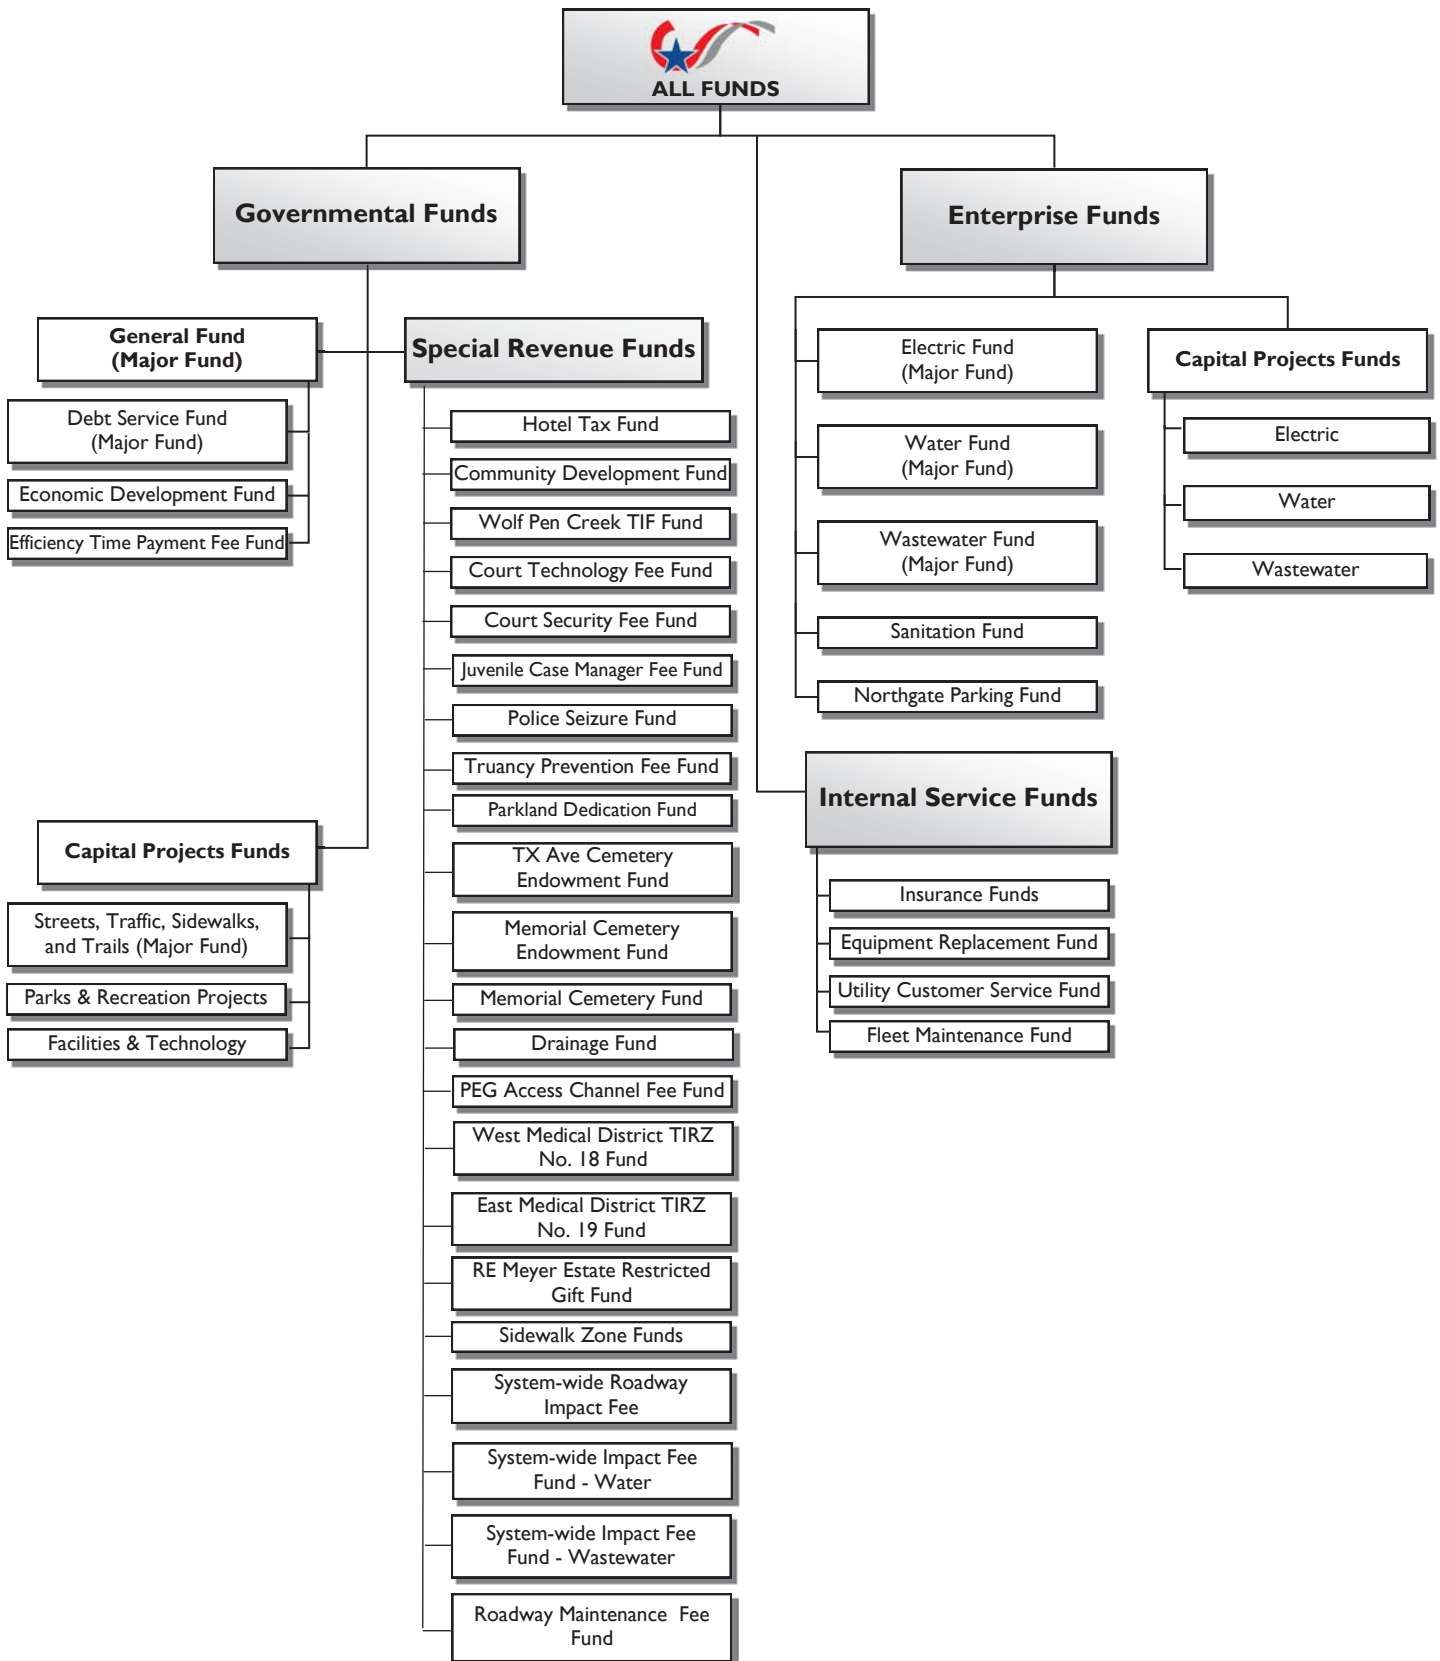 ALL FUNDS
Governmental Funds
General Fund
(Major Fund)
Debt Service Fund
(Major Fund)
Economic Development Fund
Efficiency Time Payment Fee Fund
Capital Projects Funds
Streets, Traffic, Sidewalks,
and Trails (Major Fund)
Parks & Recreation Projects
Facilities & Technology
Special Revenue Funds
Hotel Tax Fund
Community Development Fund
Wolf Pen Creek TIF Fund
Court Technology Fee Fund
Court Security Fee Fund
Juvenile Case Manager Fee Fund
Police Seizure Fund
Truancy Prevention Fee Fund
Parkland Dedication Fund
TX Ave Cemetery
Endowment Fund
Memorial Cemetery
Endowment Fund
Memorial Cemetery Fund
Drainage Fund
PEG Access Channel Fee Fund
West Medical District TIRZ
No. 18 Fund
East Medical District TIRZ
No. 19 Fund
RE Meyer Estate Restricted
Gift Fund
Sidewalk Zone Funds
System-wide Roadway
Impact Fee
System-wide Impact Fee
Fund - Water
System-wide Impact Fee
Fund - Wastewater
Roadway Maintenance Fee
Fund
Enterprise Funds
Electric Fund
(Major Fund)
Water Fund
(Major Fund)
Wastewater Fund
(Major Fund)
Sanitation Fund
Northgate Parking Fund
Capital Projects Funds
Electric
Water
Wastewater
Internal Service Funds
Insurance Funds
Equipment Replacement Fund
Utility Customer Service Fund
Fleet Maintenance Fund